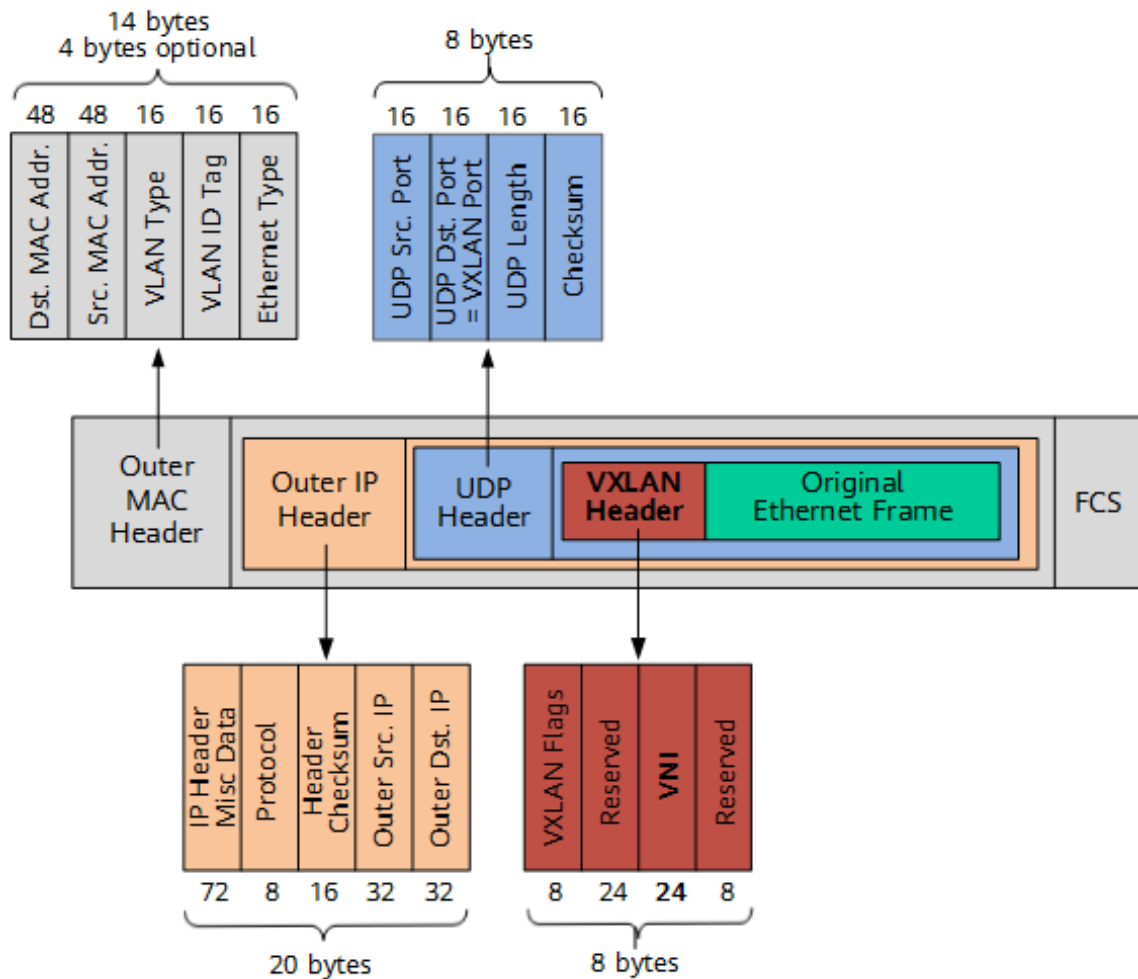 14 bytes
4 bytes optional
8 bytes
48 48 16 16 16
16 16 16 16
Dst. MAC Addr.
Src. MAC Addr.
VLAN Type
VLAN ID Tag
Ethernet Type
UDP Src. Port
UDP Dst. Port
= VXLAN Port
UDP Length
Checksum
Outer
MAC
Header
Outer IP
Header
UDP
Header
VXLAN
Header
Original
Ethernet Frame
FCS
IP Header
Misc Data
Protocol
Header
Checksum
Outer Src. IP
Outer Dst. IP
VXLAN Flags
Reserved
VNI
Reserved
72 8 16 32 32
8 24 24 8
20 bytes
8 bytes